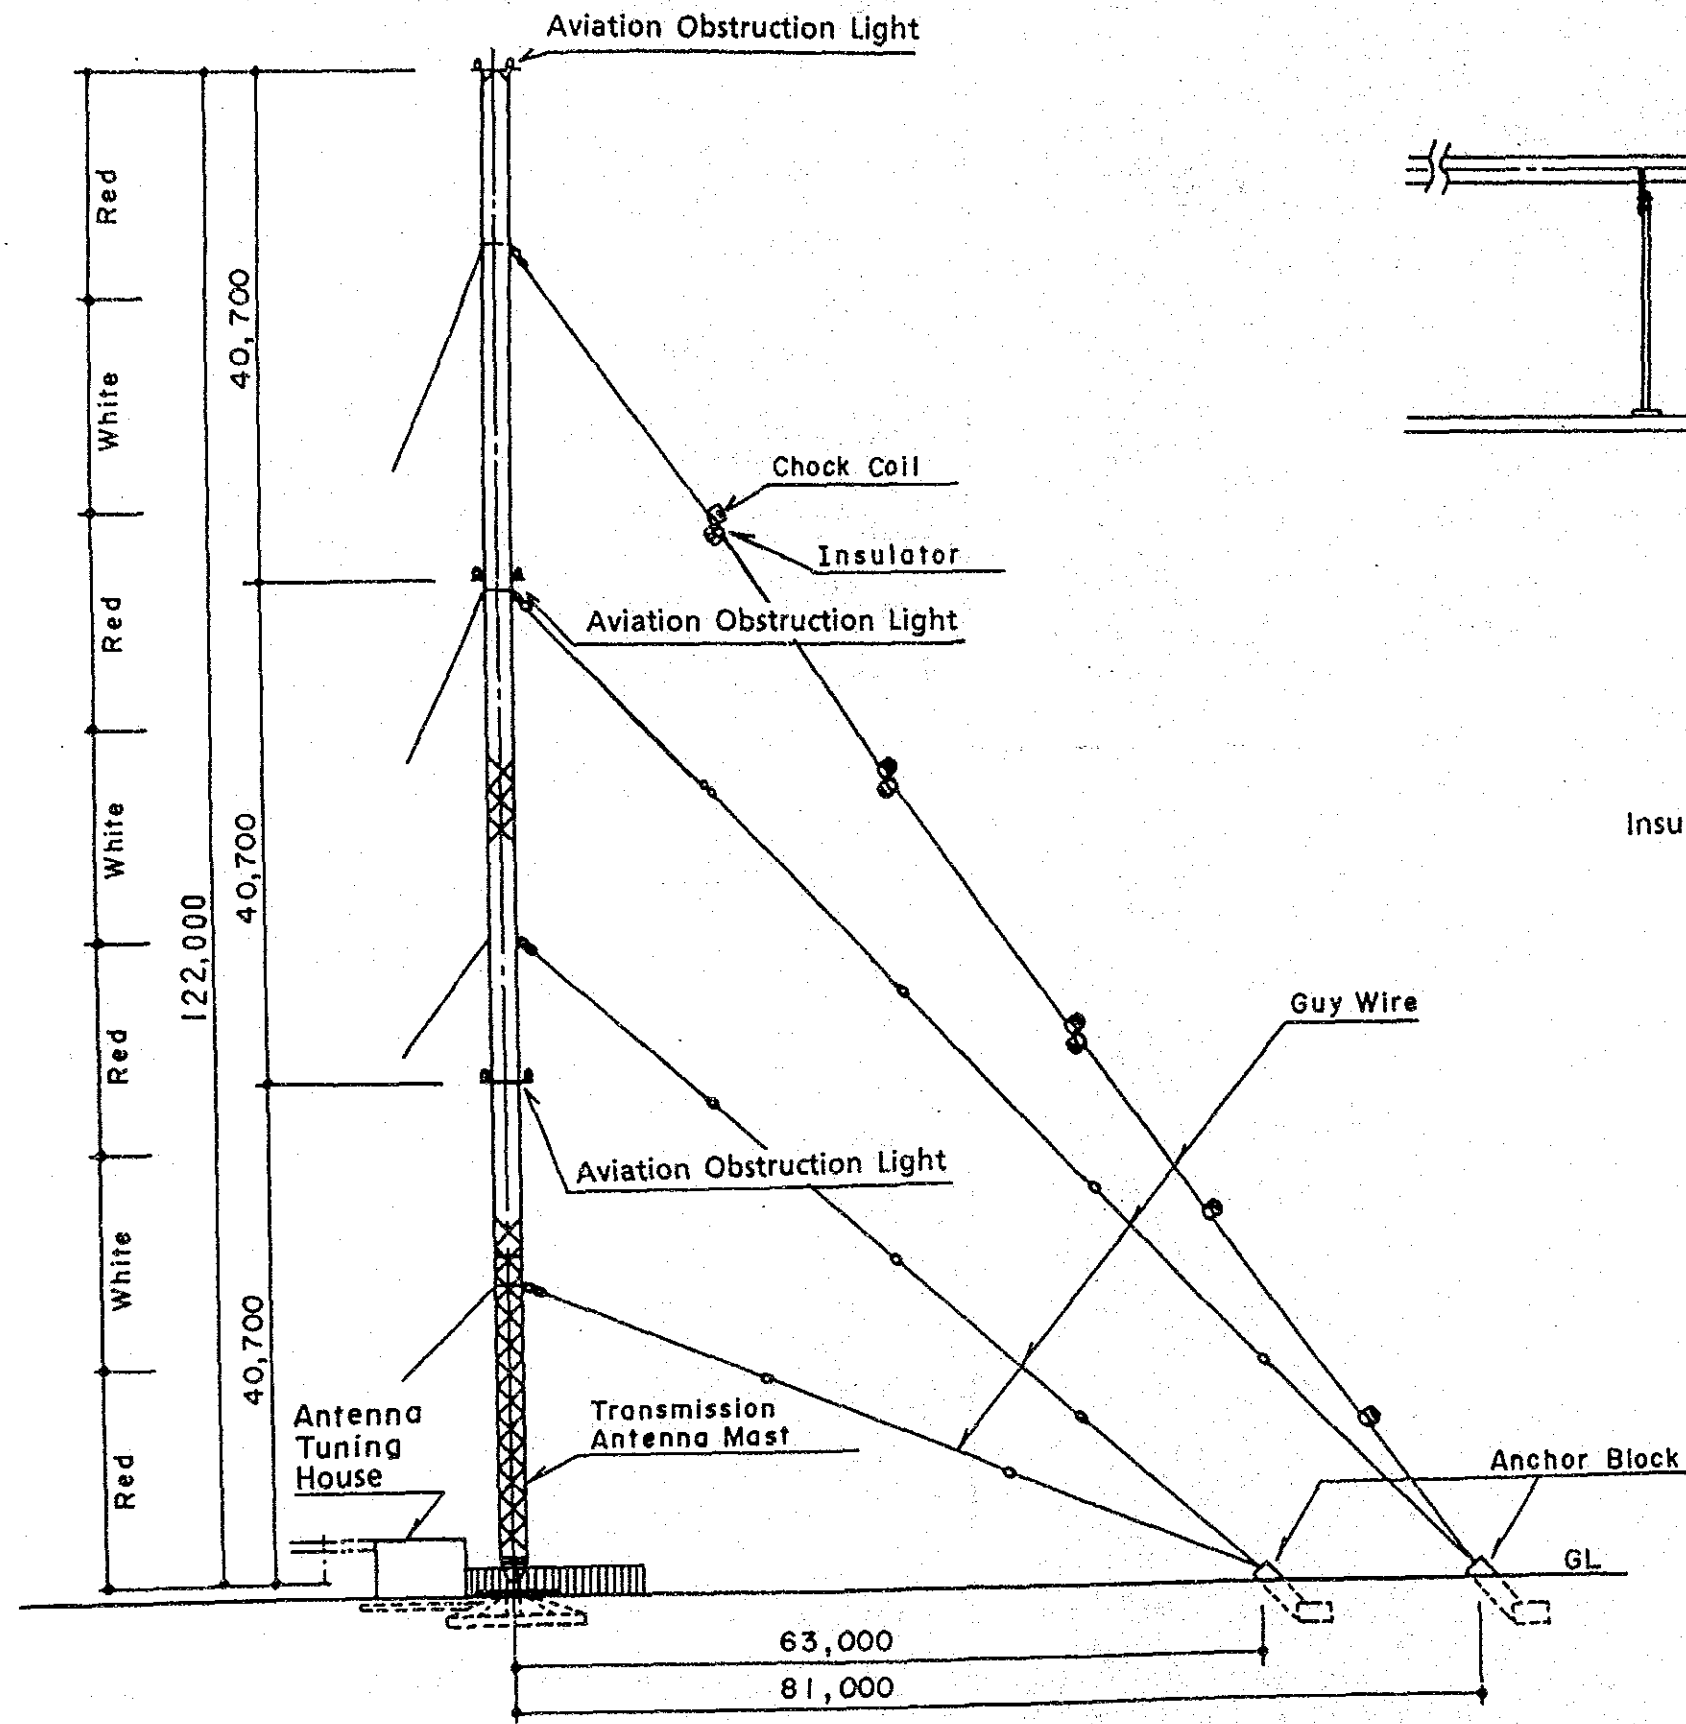 Aviation Obstruction Light
Red
White
Red
White
Red
White
Red
122,000
40,700
40,700
40,700
Chock Coil
Insulator
Aviation Obstruction Light
Insu
Guy Wire
Aviation Obstruction Light
Antenna
Tuning
House
Transmission
Antenna Mast
Anchor Block
GL
63,000
81,000